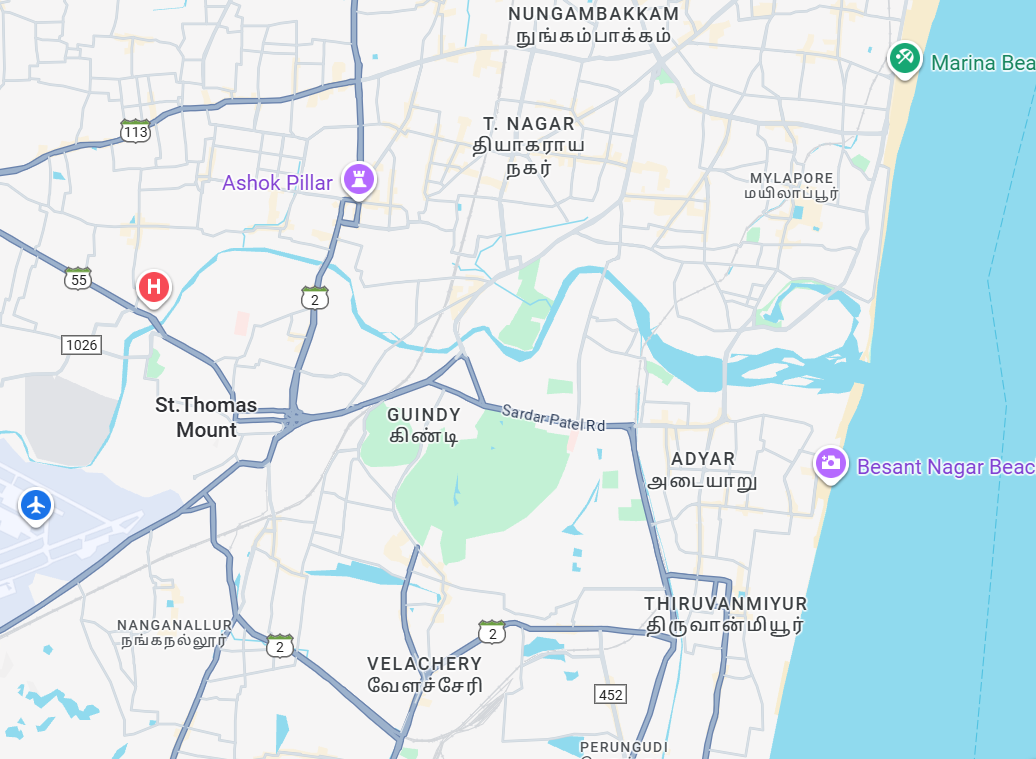 NUNGAMBAKKAM
நுங்கம்பாக்கம்
Marina Bea
T. NAGAR
தியாகராய
நகர்
113
Ashok Pillar
MYLAPORE
மயிலாப்பூர்
55
H
2
1026
St.Thomas
Mount
GUINDY
கிண்டி
Sardar Patel Rd
ADYAR
அடையாறு
Besant Nagar Beac
THIRUVANMIYUR
திருவான்மியூர்
NANGANALLUR
நங்கநல்லூர்
2
2
VELACHERY
வேளச்சேரி
452
PERUNGUDI